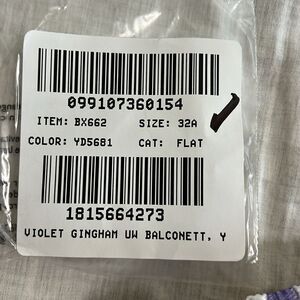 099107360154
ITEM: BX662 SIZE: 32A
COLOR: YD5681 CAT: FLAT
1815664273
VIOLET GINGHAM UW BALCONETT, Y